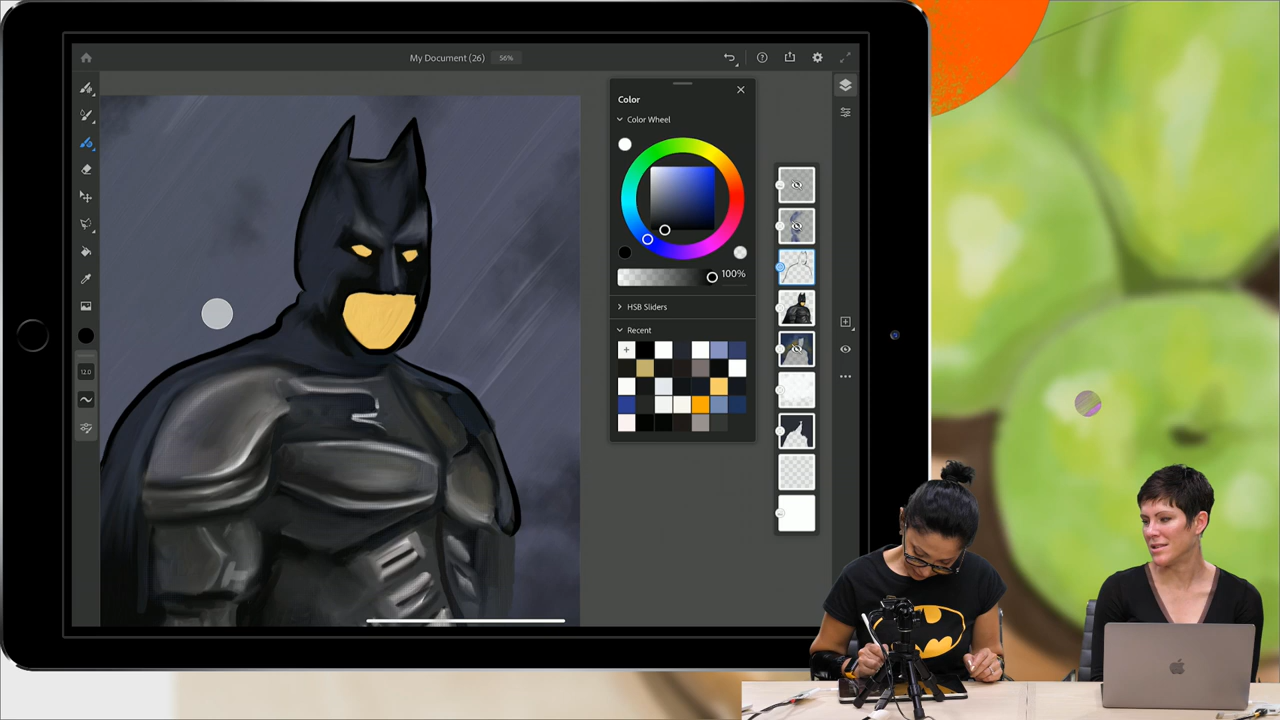 My Document (26) 56%
Color
Color Wheel
100%
HSB Sliders
Recent
12.0